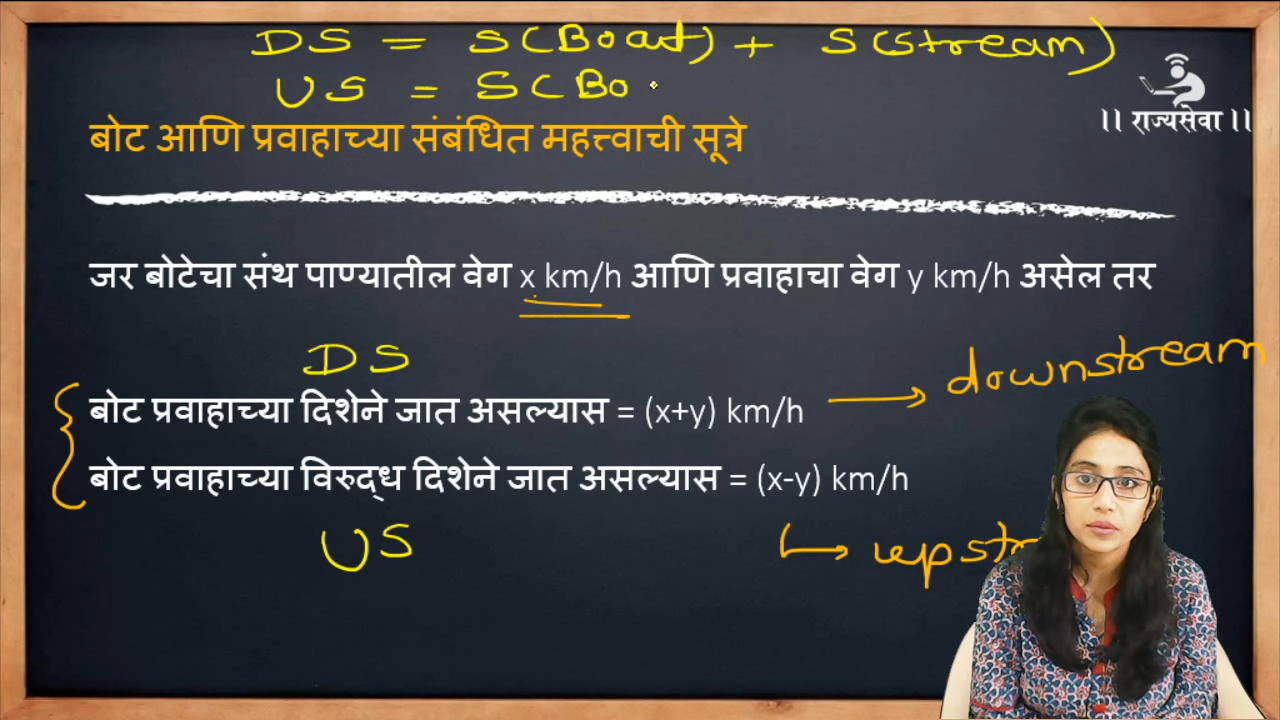 DS = S(Boat) + S(stream)
US = S(Bo
।। राज्यसेवा ।।
बोट आणि प्रवाहाच्या संबंधित महत्त्वाची सूत्रे
जर बोटेचा संथ पाण्यातील वेग x km/h आणि प्रवाहाचा वेग y km/h असेल तर
DS
बोट प्रवाहाच्या दिशेने जात असल्यास = (x+y) km/h → downstream
बोट प्रवाहाच्या विरुद्ध दिशेने जात असल्यास = (x-y) km/h
US
↳ upstr